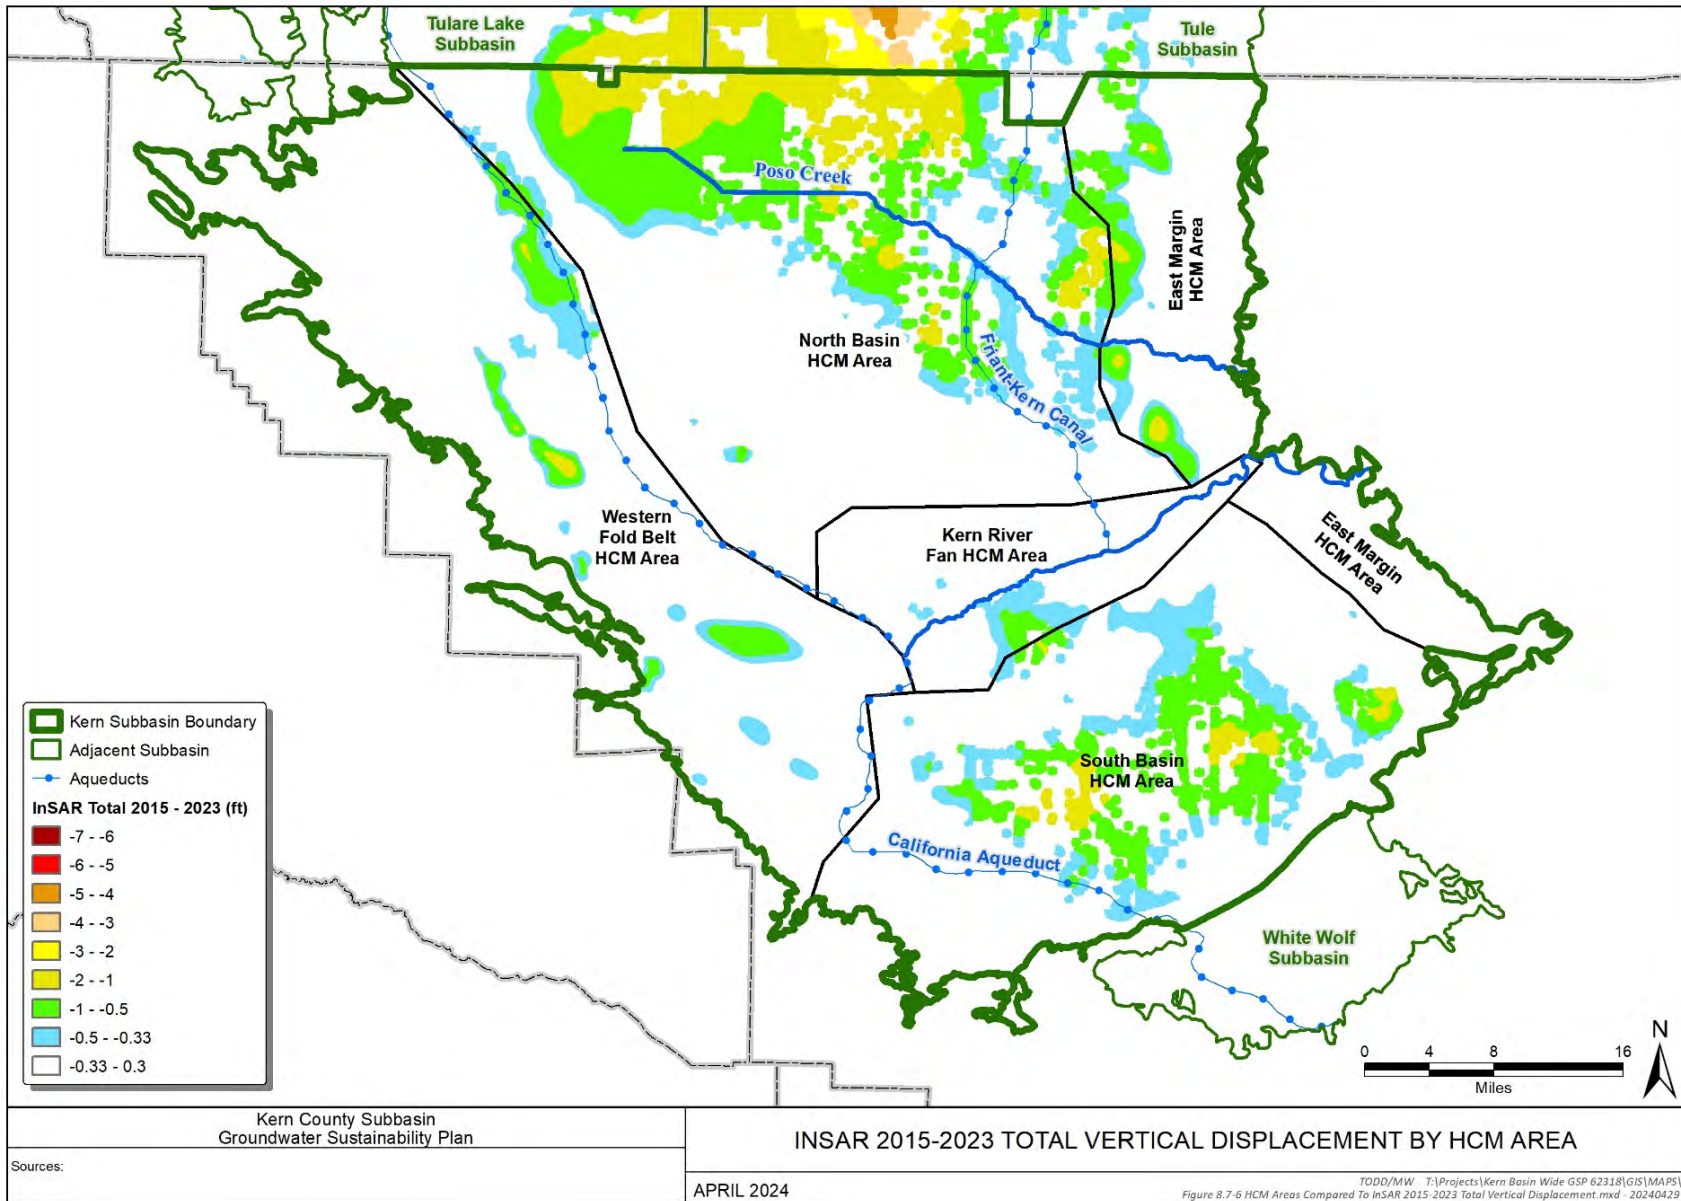 Tulare Lake
Subbasin
Tule
Subbasin
Poso Creek
East Margin
HCM Area
North Basin
HCM Area
Friant-Kern Canal
Western
Fold Belt
HCM Area
Kern River
Fan HCM Area
East Margin
HCM Area
South Basin
HCM Area
California Aqueduct
White Wolf
Subbasin
Kern Subbasin Boundary
Adjacent Subbasin
Aqueducts
InSAR Total 2015 - 2023 (ft)
-7 - -6
-6 - -5
-5 - -4
-4 - -3
-3 - -2
-2 - -1
-1 - -0.5
-0.5 - -0.33
-0.33 - 0.3
N
0 4 8 16
Miles
Kern County Subbasin
Groundwater Sustainability Plan
Sources:
INSAR 2015-2023 TOTAL VERTICAL DISPLACEMENT BY HCM AREA
APRIL 2024
TODD/MW T:\Projects\Kern Basin Wide GSP 62318\GIS\MAPS\
Figure 8.7-6 HCM Areas Compared To InSAR 2015-2023 Total Vertical Displacement.mxd - 20240429